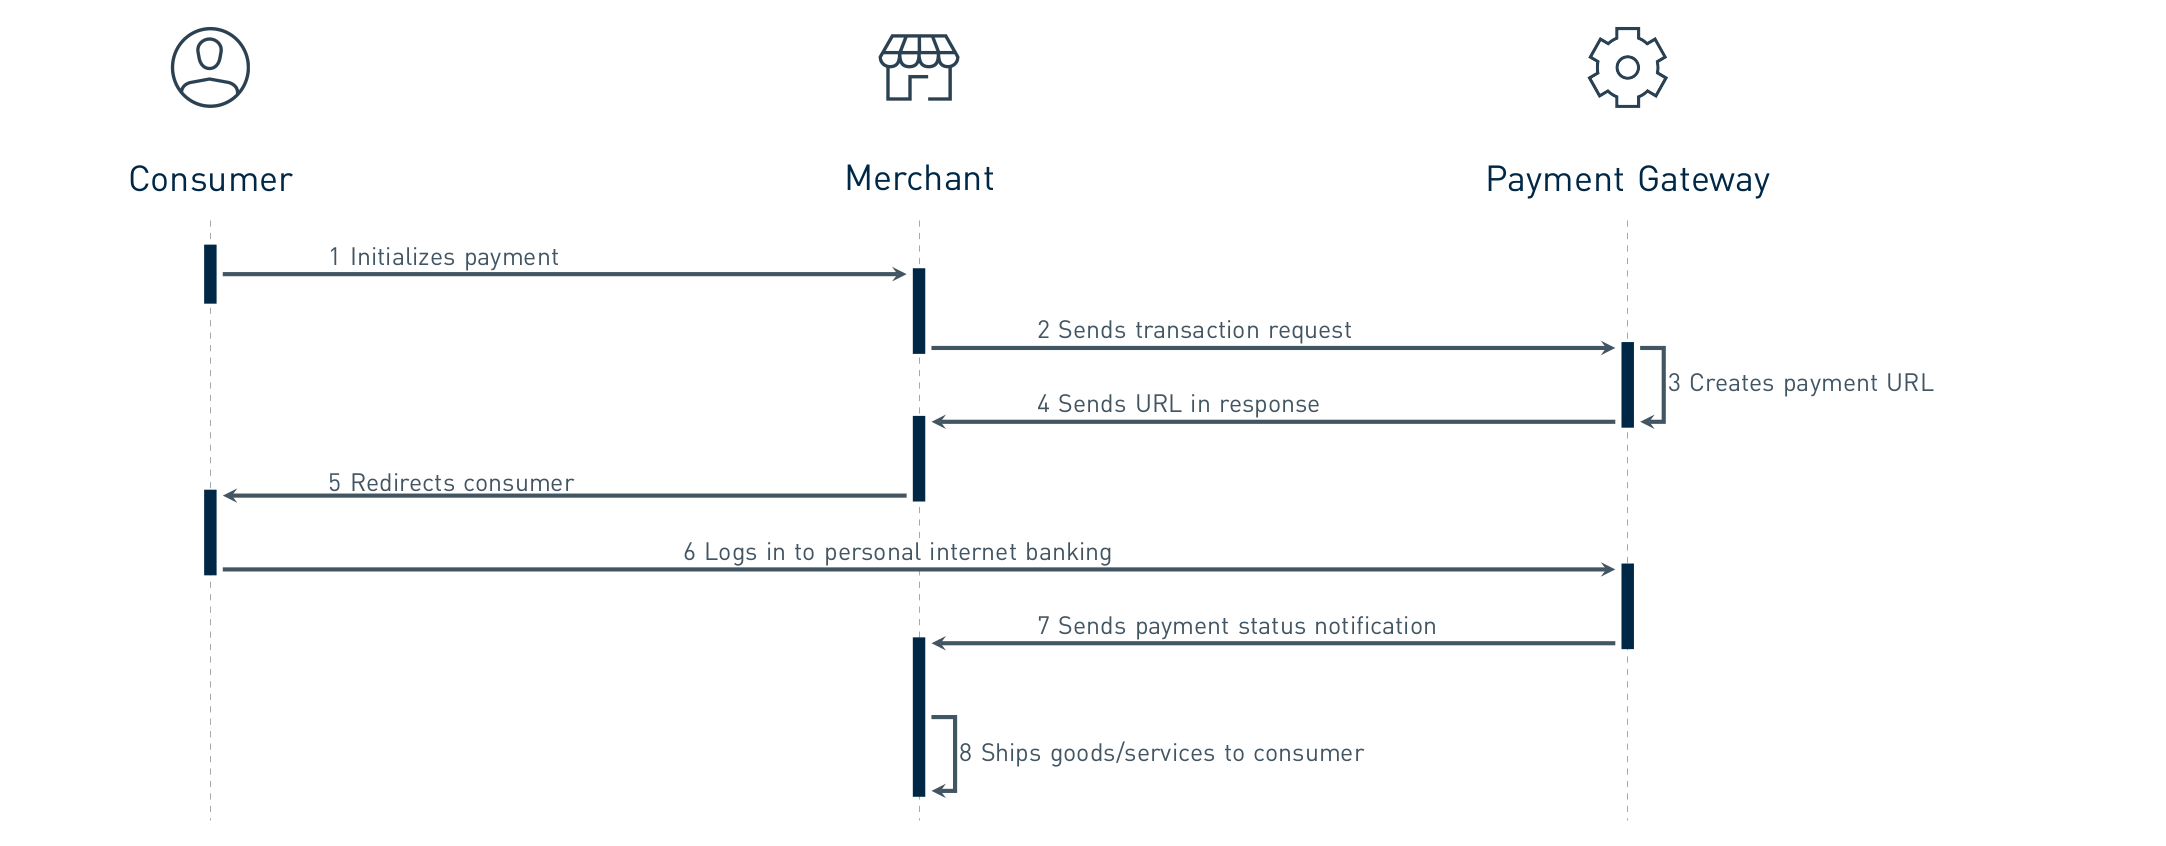 Consumer
Merchant
Payment Gateway
1 Initializes payment
2 Sends transaction request
3 Creates payment URL
4 Sends URL in response
5 Redirects consumer
6 Logs in to personal internet banking
7 Sends payment status notification
8 Ships goods/services to consumer